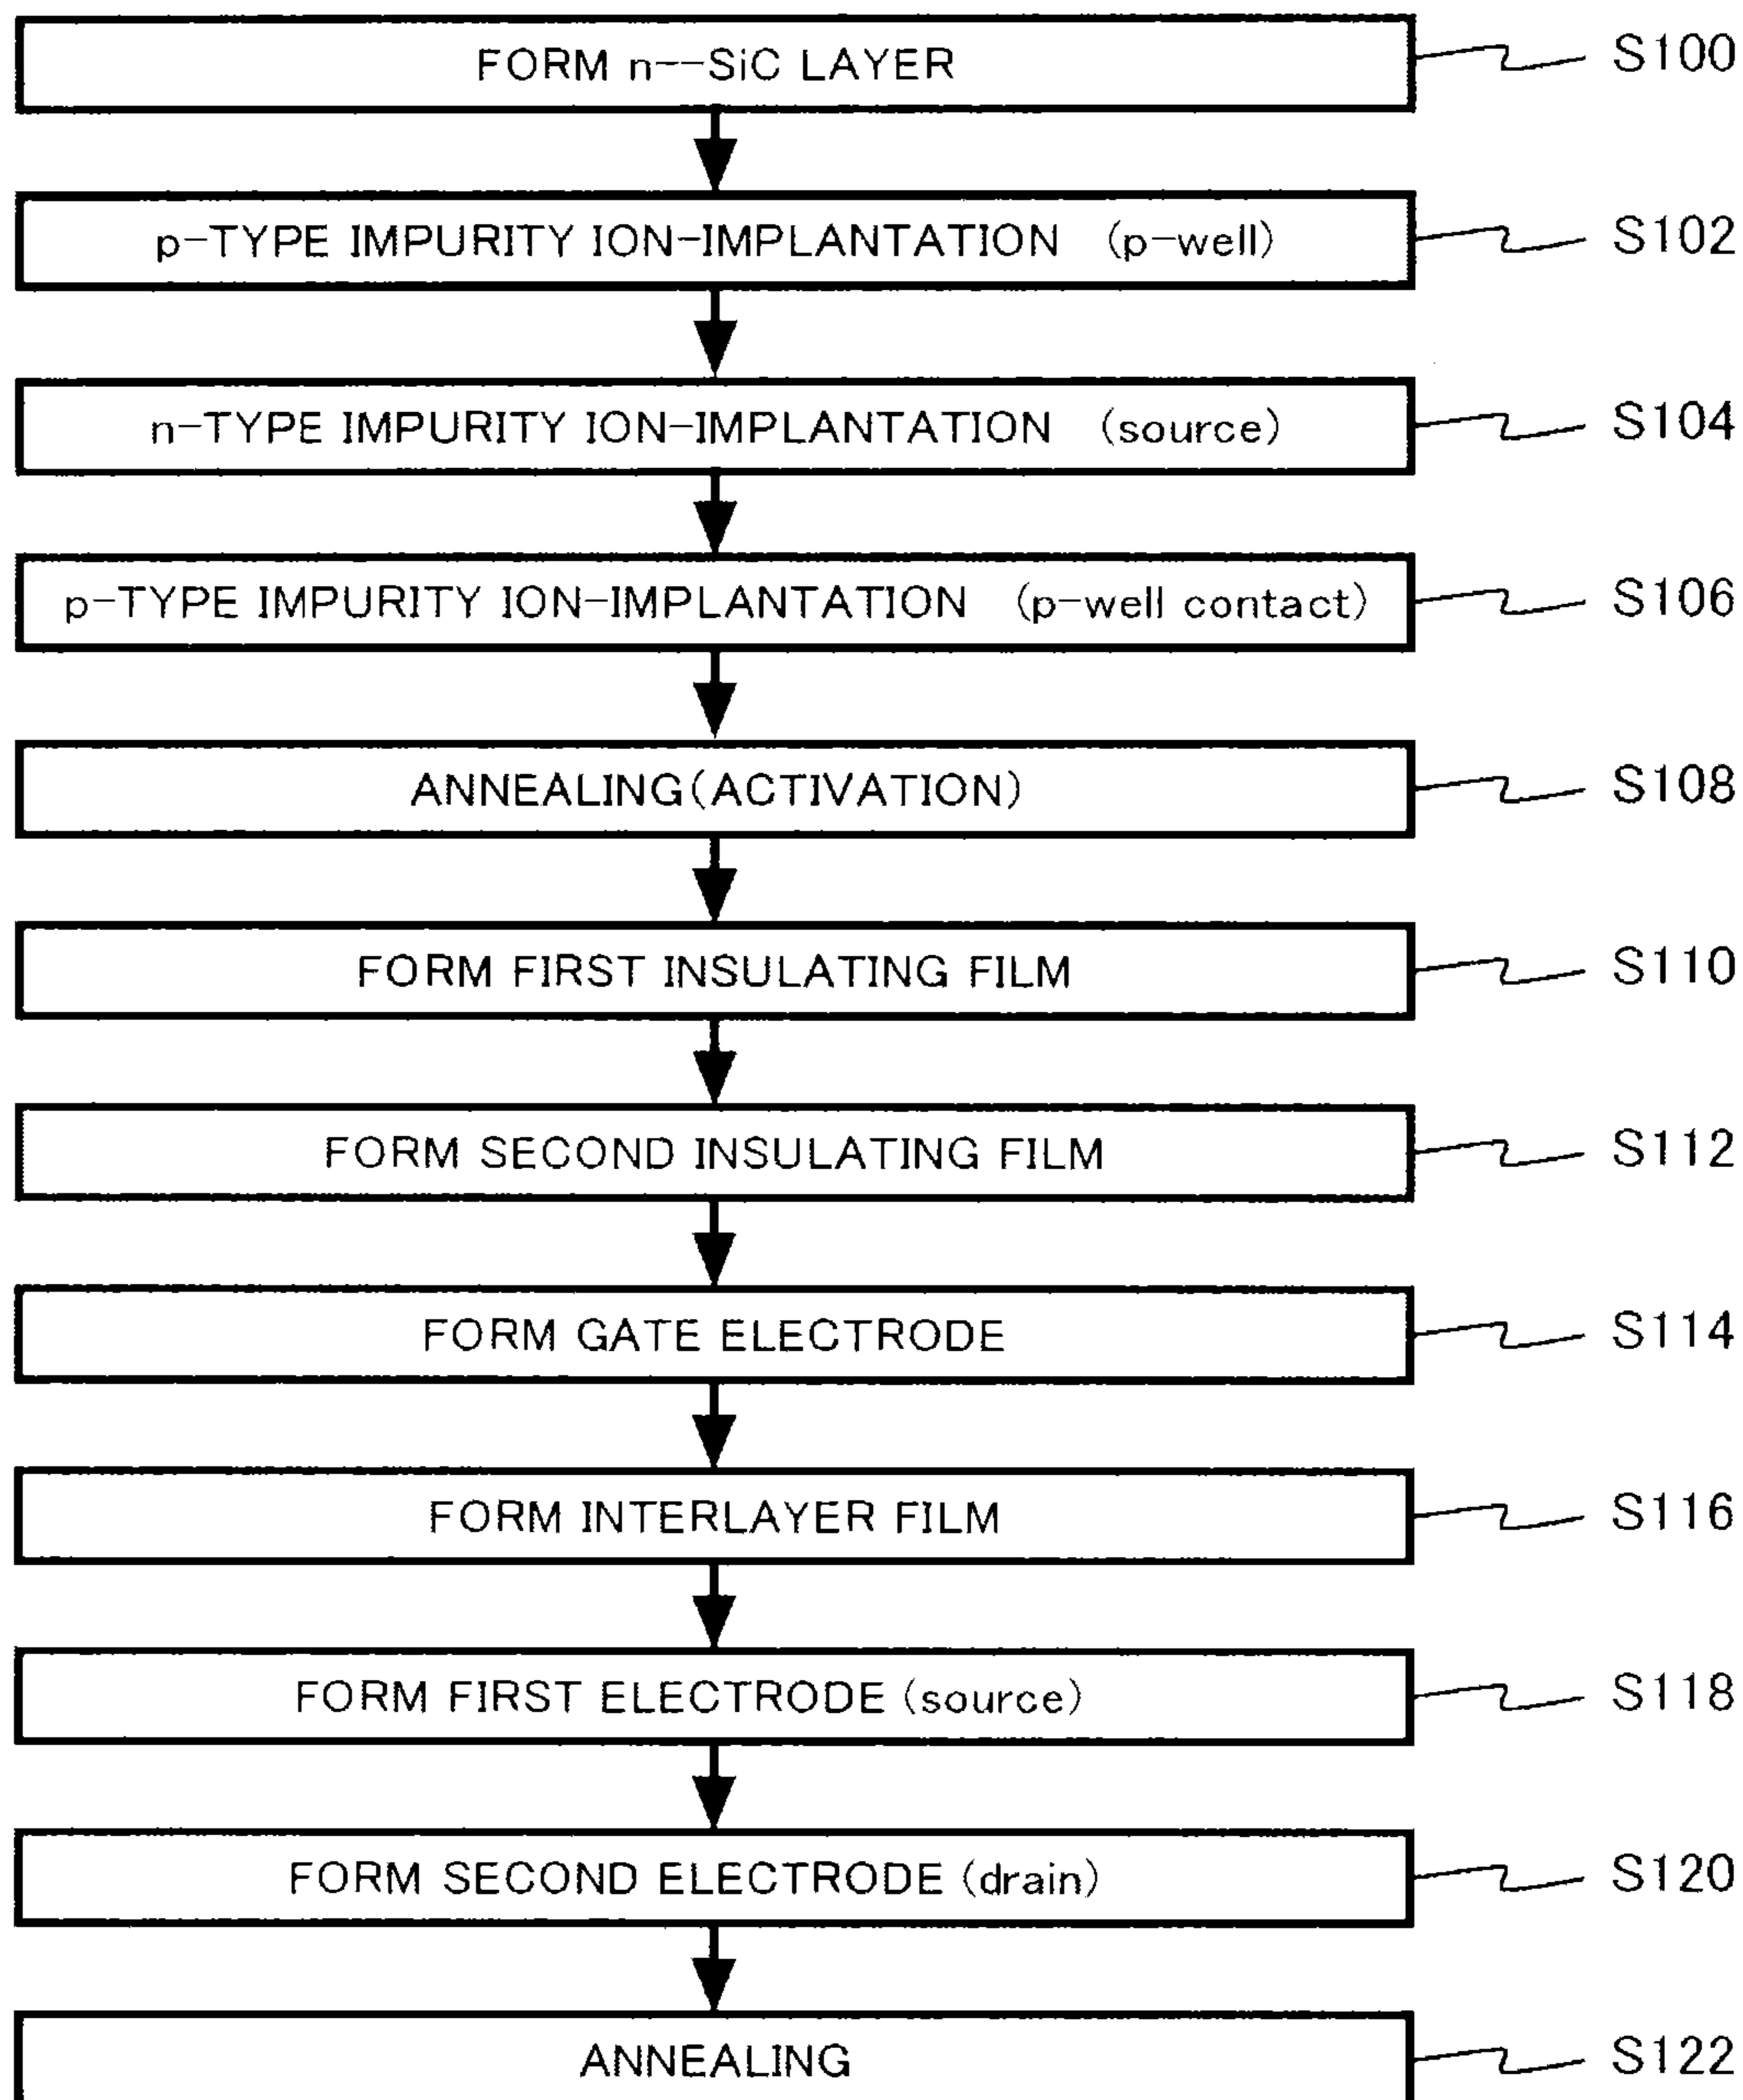 FORM n--SiC LAYER S100
p-TYPE IMPURITY ION-IMPLANTATION (p-well) S102
n-TYPE IMPURITY ION-IMPLANTATION (source) S104
p-TYPE IMPURITY ION-IMPLANTATION (p-well contact) S106
ANNEALING(ACTIVATION) S108
FORM FIRST INSULATING FILM S110
FORM SECOND INSULATING FILM S112
FORM GATE ELECTRODE S114
FORM INTERLAYER FILM S116
FORM FIRST ELECTRODE (source) S118
FORM SECOND ELECTRODE (drain) S120
ANNEALING S122